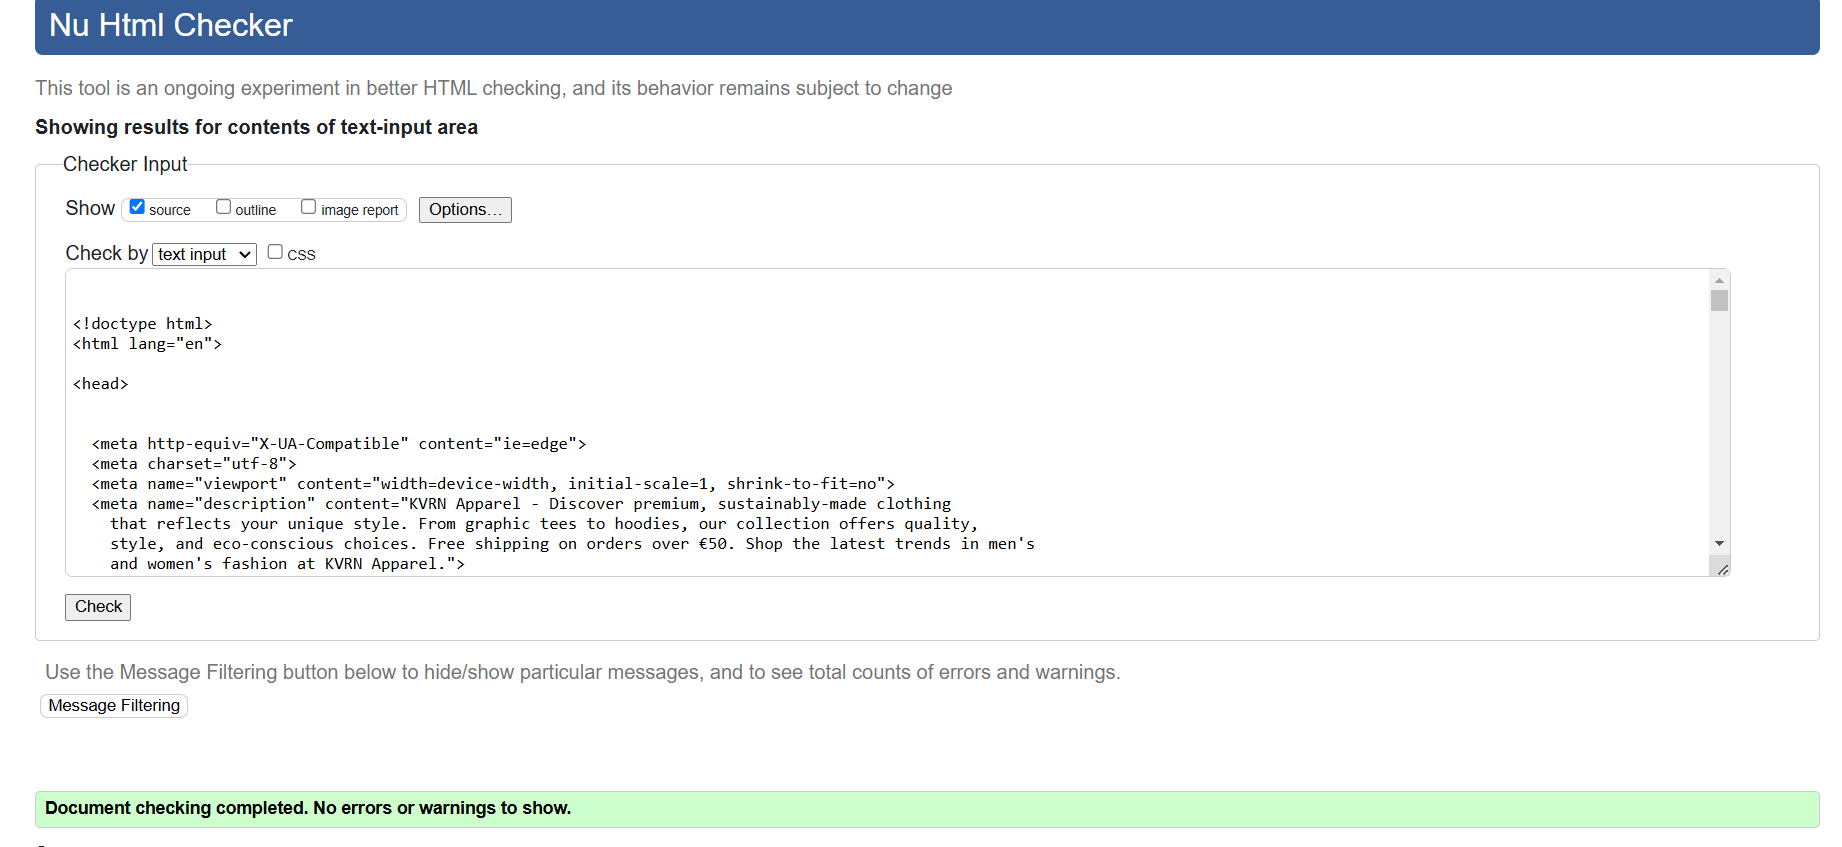 Nu Html Checker
This tool is an ongoing experiment in better HTML checking, and its behavior remains subject to change
Showing results for contents of text-input area
Checker Input
Show source outline image report Options...
Check by text input CSS
<!doctype html>
<html lang="en">
<head>
<meta http-equiv="X-UA-Compatible" content="ie=edge">
<meta charset="utf-8">
<meta name="viewport" content="width=device-width, initial-scale=1, shrink-to-fit=no">
<meta name="description" content="KVRN Apparel - Discover premium, sustainably-made clothing
that reflects your unique style. From graphic tees to hoodies, our collection offers quality,
style, and eco-conscious choices. Free shipping on orders over €50. Shop the latest trends in men's
and women's fashion at KVRN Apparel.">
Check
Use the Message Filtering button below to hide/show particular messages, and to see total counts of errors and warnings.
Message Filtering
Document checking completed. No errors or warnings to show.